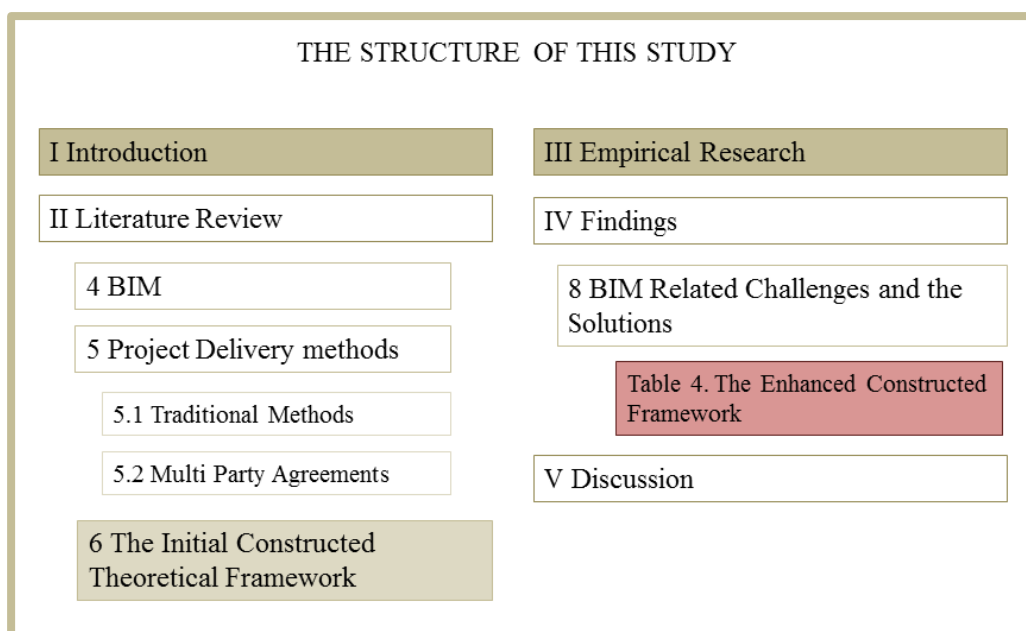 THE STRUCTURE OF THIS STUDY
I Introduction
II Literature Review
4 BIM
5 Project Delivery methods
5.1 Traditional Methods
5.2 Multi Party Agreements
6 The Initial Constructed
Theoretical Framework
III Empirical Research
IV Findings
8 BIM Related Challenges and the
Solutions
Table 4. The Enhanced Constructed
Framework
V Discussion